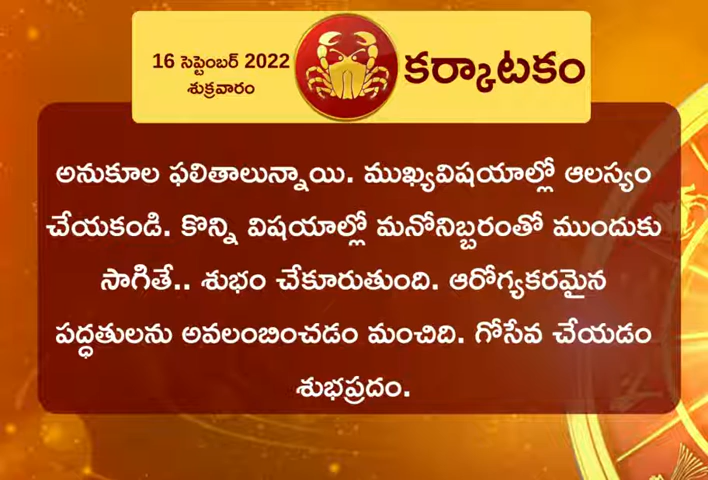 16 సెప్టెంబర్ 2022
శుక్రవారం
కర్కాటకం
అనుకూల ఫలితాలున్నాయి. ముఖ్యవిషయాల్లో ఆలస్యం
చేయకండి. కొన్ని విషయాల్లో మనోనిబ్బరంతో ముందుకు
సాగితే.. శుభం చేకూరుతుంది. ఆరోగ్యకరమైన
పద్ధతులను అవలంబించడం మంచిది. గోసేవ చేయడం
శుభప్రదం.